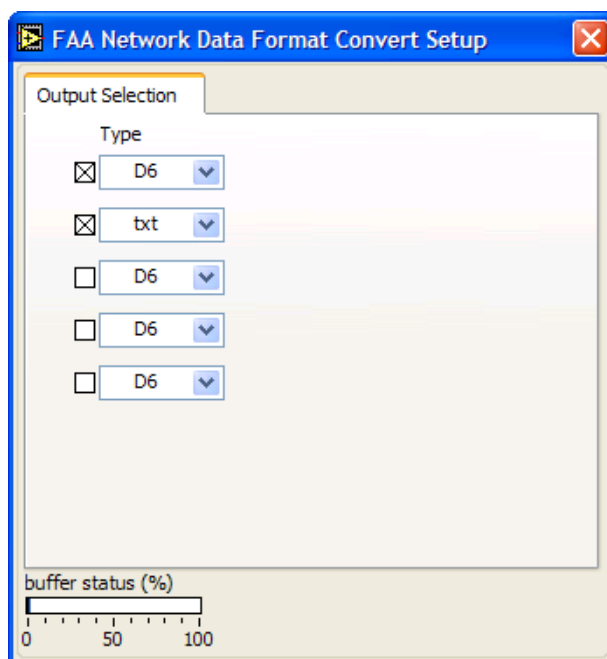 FAA Network Data Format Convert Setup
Output Selection
Type
D6
txt
D6
D6
D6
buffer status (%)
0 50 100